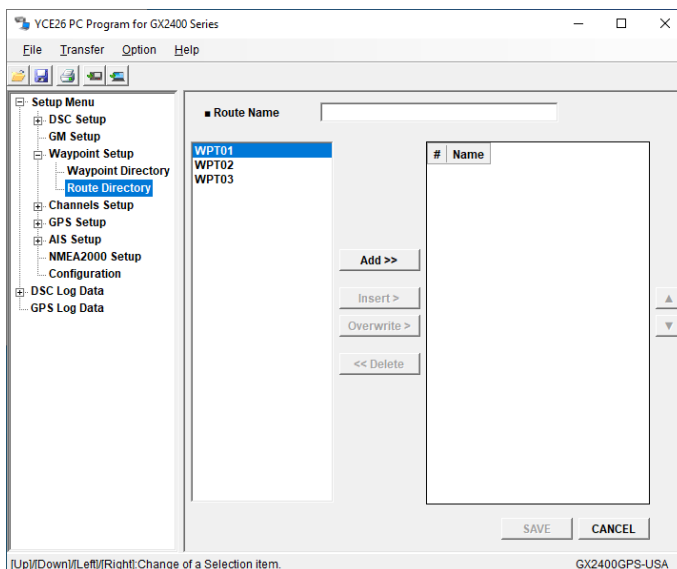 YCE26 PC Program for GX2400 Series
File Transfer Option Help
Setup Menu
DSC Setup
GM Setup
Waypoint Setup
Waypoint Directory
Route Directory
Channels Setup
GPS Setup
AIS Setup
NMEA2000 Setup
Configuration
DSC Log Data
GPS Log Data
■ Route Name
WPT01
WPT02
WPT03
Add >>
Insert >
Overwrite >
<< Delete
# Name
SAVE CANCEL
[Up]/[Down]/[Left]/[Right]:Change of a Selection item. GX2400GPS-USA